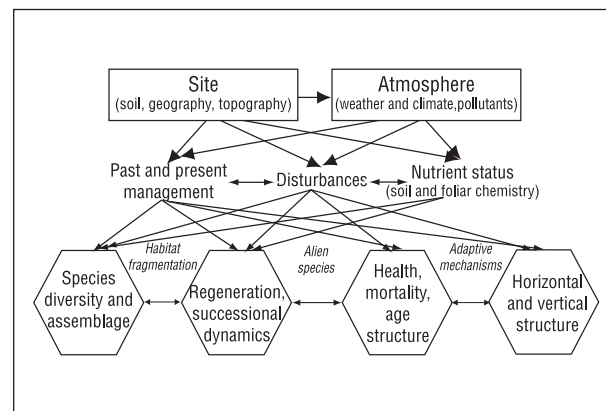 Site
(soil, geography, topography)
Atmosphere
(weather and climate,pollutants)
Past and present
management
Disturbances
Nutrient status
(soil and foliar chemistry)
Habitat
fragmentation
Alien
species
Adaptive
mechanisms
Species
diversity and
assemblage
Regeneration,
successional
dynamics
Health,
mortality,
age
structure
Horizontal
and vertical
structure